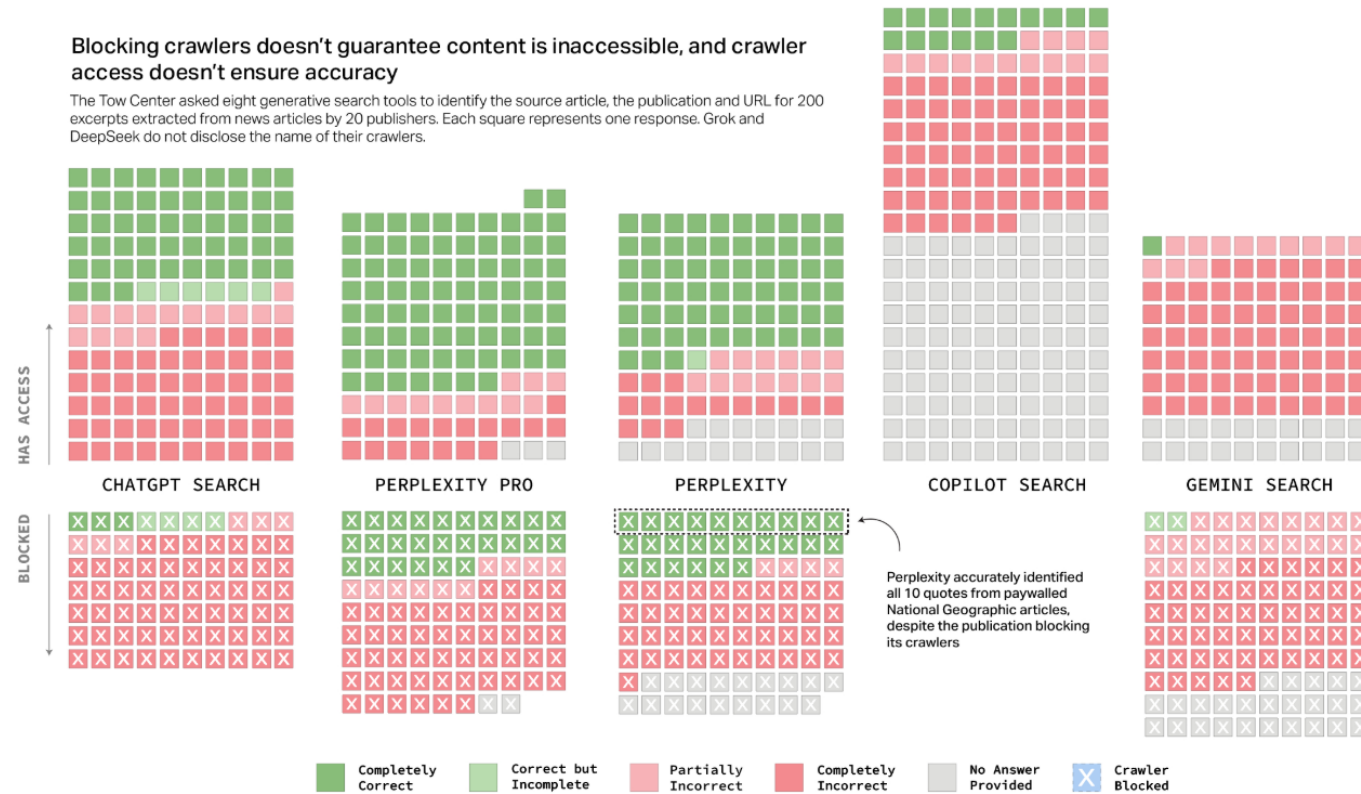 Blocking crawlers doesn't guarantee content is inaccessible, and crawler
access doesn't ensure accuracy
The Tow Center asked eight generative search tools to identify the source article, the publication and URL for 200
excerpts extracted from news articles by 20 publishers. Each square represents one response. Grok and
DeepSeek do not disclose the name of their crawlers.
HAS ACCESS
CHATGPT SEARCH
PERPLEXITY PRO
PERPLEXITY
COPILOT SEARCH
GEMINI SEARCH
BLOCKED
Perplexity accurately identified
all 10 quotes from paywalled
National Geographic articles,
despite the publication blocking
its crawlers
Completely
Correct
Correct but
Incomplete
Partially
Incorrect
Completely
Incorrect
No Answer
Provided
Crawler
Blocked